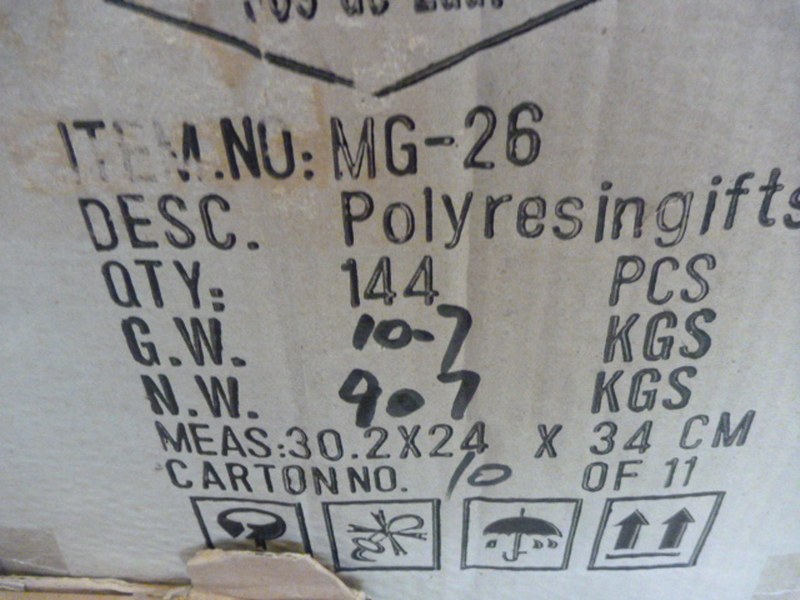 ITEM.NO: MG-26
DESC. Polyresingifts
QTY: 144 PCS
G.W. 10.7 KGS
N.W. 9.7 KGS
MEAS:30.2X24 X 34 CM
CARTON NO. 10 OF 11